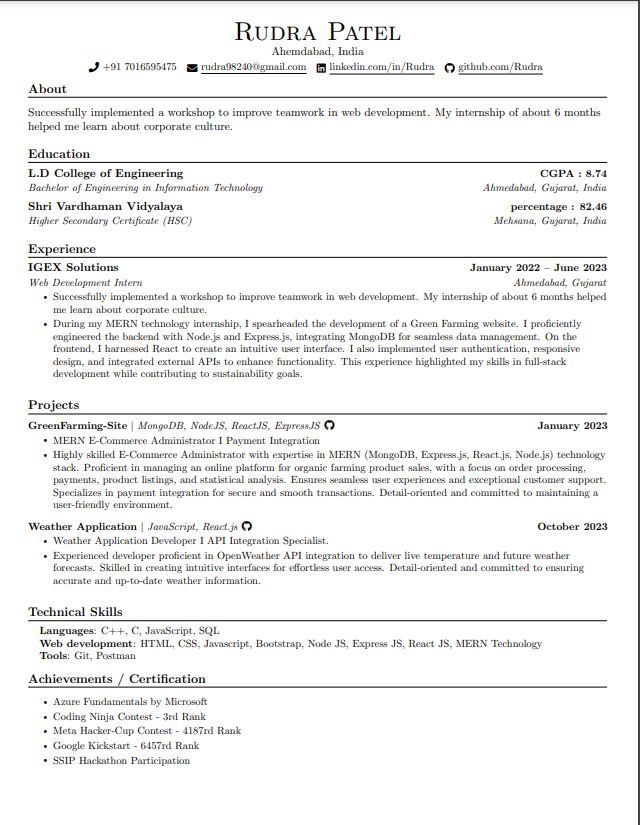 Rudra Patel
Ahemdabad, India
+91 7016595475 rudra98240@gmail.com linkedin.com/in/Rudra github.com/Rudra
About
Successfully implemented a workshop to improve teamwork in web development. My internship of about 6 months
helped me learn about corporate culture.
Education
L.D College of Engineering CGPA : 8.74
Bachelor of Engineering in Information Technology Ahmedabad, Gujarat, India
Shri Vardhaman Vidyalaya percentage : 82.46
Higher Secondary Certificate (HSC) Mehsana, Gujarat, India
Experience
IGEX Solutions January 2022 – June 2023
Web Development Intern Ahmedabad, Gujarat
• Successfully implemented a workshop to improve teamwork in web development. My internship of about 6 months helped
me learn about corporate culture.
• During my MERN technology internship, I spearheaded the development of a Green Farming website. I proficiently
engineered the backend with Node.js and Express.js, integrating MongoDB for seamless data management. On the
frontend, I harnessed React to create an intuitive user interface. I also implemented user authentication, responsive
design, and integrated external APIs to enhance functionality. This experience highlighted my skills in full-stack
development while contributing to sustainability goals.
Projects
GreenFarming-Site | MongoDB, NodeJS, ReactJS, ExpressJS January 2023
• MERN E-Commerce Administrator I Payment Integration
• Highly skilled E-Commerce Administrator with expertise in MERN (MongoDB, Express.js, React.js, Node.js) technology
stack. Proficient in managing an online platform for organic farming product sales, with a focus on order processing,
payments, product listings, and statistical analysis. Ensures seamless user experiences and exceptional customer support.
Specializes in payment integration for secure and smooth transactions. Detail-oriented and committed to maintaining a
user-friendly environment.
Weather Application | JavaScript, React.js October 2023
• Weather Application Developer I API Integration Specialist.
• Experienced developer proficient in OpenWeather API integration to deliver live temperature and future weather
forecasts. Skilled in creating intuitive interfaces for effortless user access. Detail-oriented and committed to ensuring
accurate and up-to-date weather information.
Technical Skills
Languages: C++, C, JavaScript, SQL
Web development: HTML, CSS, Javascript, Bootstrap, Node JS, Express JS, React JS, MERN Technology
Tools: Git, Postman
Achievements / Certification
• Azure Fundamentals by Microsoft
• Coding Ninja Contest - 3rd Rank
• Meta Hacker-Cup Contest - 4187rd Rank
• Google Kickstart - 6457rd Rank
• SSIP Hackathon Participation